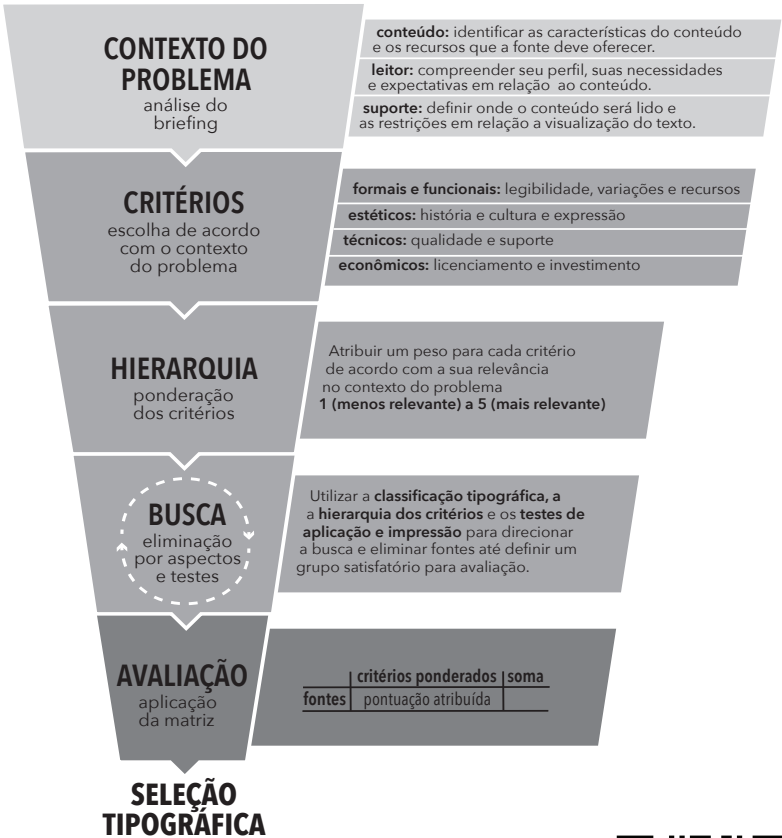 CONTEXTO DO
PROBLEMA
análise do
briefing
conteúdo: identificar as características do conteúdo
e os recursos que a fonte deve oferecer.
leitor: compreender seu perfil, suas necessidades
e expectativas em relação ao conteúdo.
suporte: definir onde o conteúdo será lido e
as restrições em relação a visualização do texto.
CRITÉRIOS
escolha de acordo
com o contexto
do problema
formais e funcionais: legibilidade, variações e recursos
estéticos: história e cultura e expressão
técnicos: qualidade e suporte
econômicos: licenciamento e investimento
HIERARQUIA
ponderação
dos critérios
Atribuir um peso para cada critério
de acordo com a sua relevância
no contexto do problema
1 (menos relevante) a 5 (mais relevante)
BUSCA
eliminação
por aspectos
e testes
Utilizar a classificação tipográfica, a
a hierarquia dos critérios e os testes de
aplicação e impressão para direcionar
a busca e eliminar fontes até definir um
grupo satisfatório para avaliação.
AVALIAÇÃO
aplicação
da matriz
critérios ponderados soma
fontes pontuação atribuída
SELEÇÃO
TIPOGRÁFICA